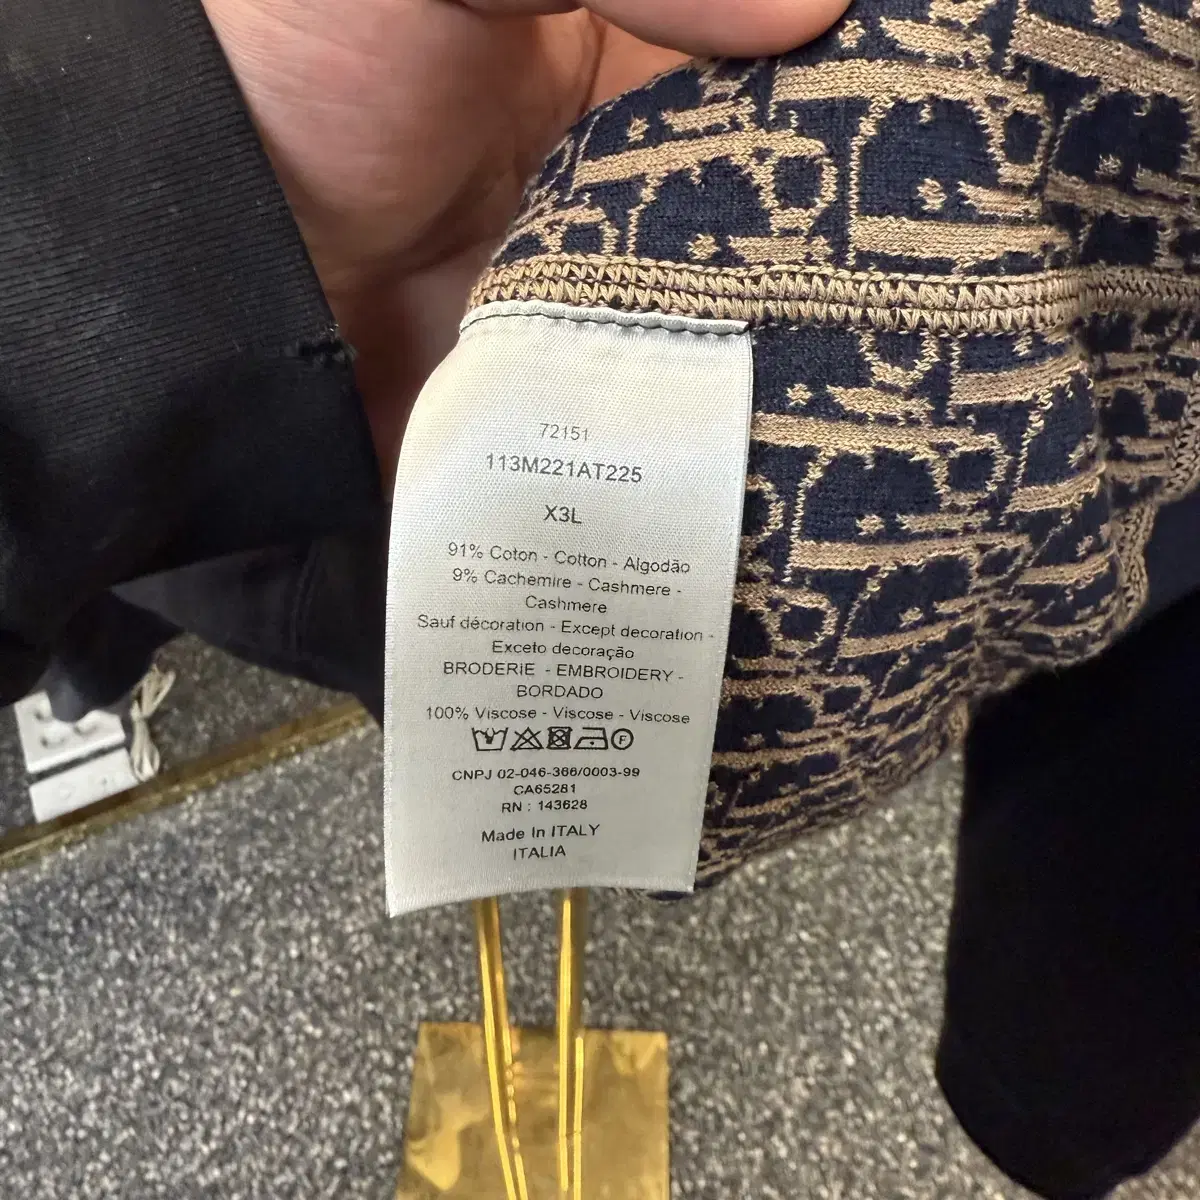 72151
113M221AT225
X3L
91% Coton - Cotton - Algodão
9% Cachemire - Cashmere -
Cashmere
Sauf décoration - Except decoration -
Exceto decoração
BRODERIE - EMBROIDERY -
BORDADO
100% Viscose - Viscose - Viscose
F
CNPJ 02-046-366/0003-99
CA65281
RN : 143628
Made In ITALY
ITALIA